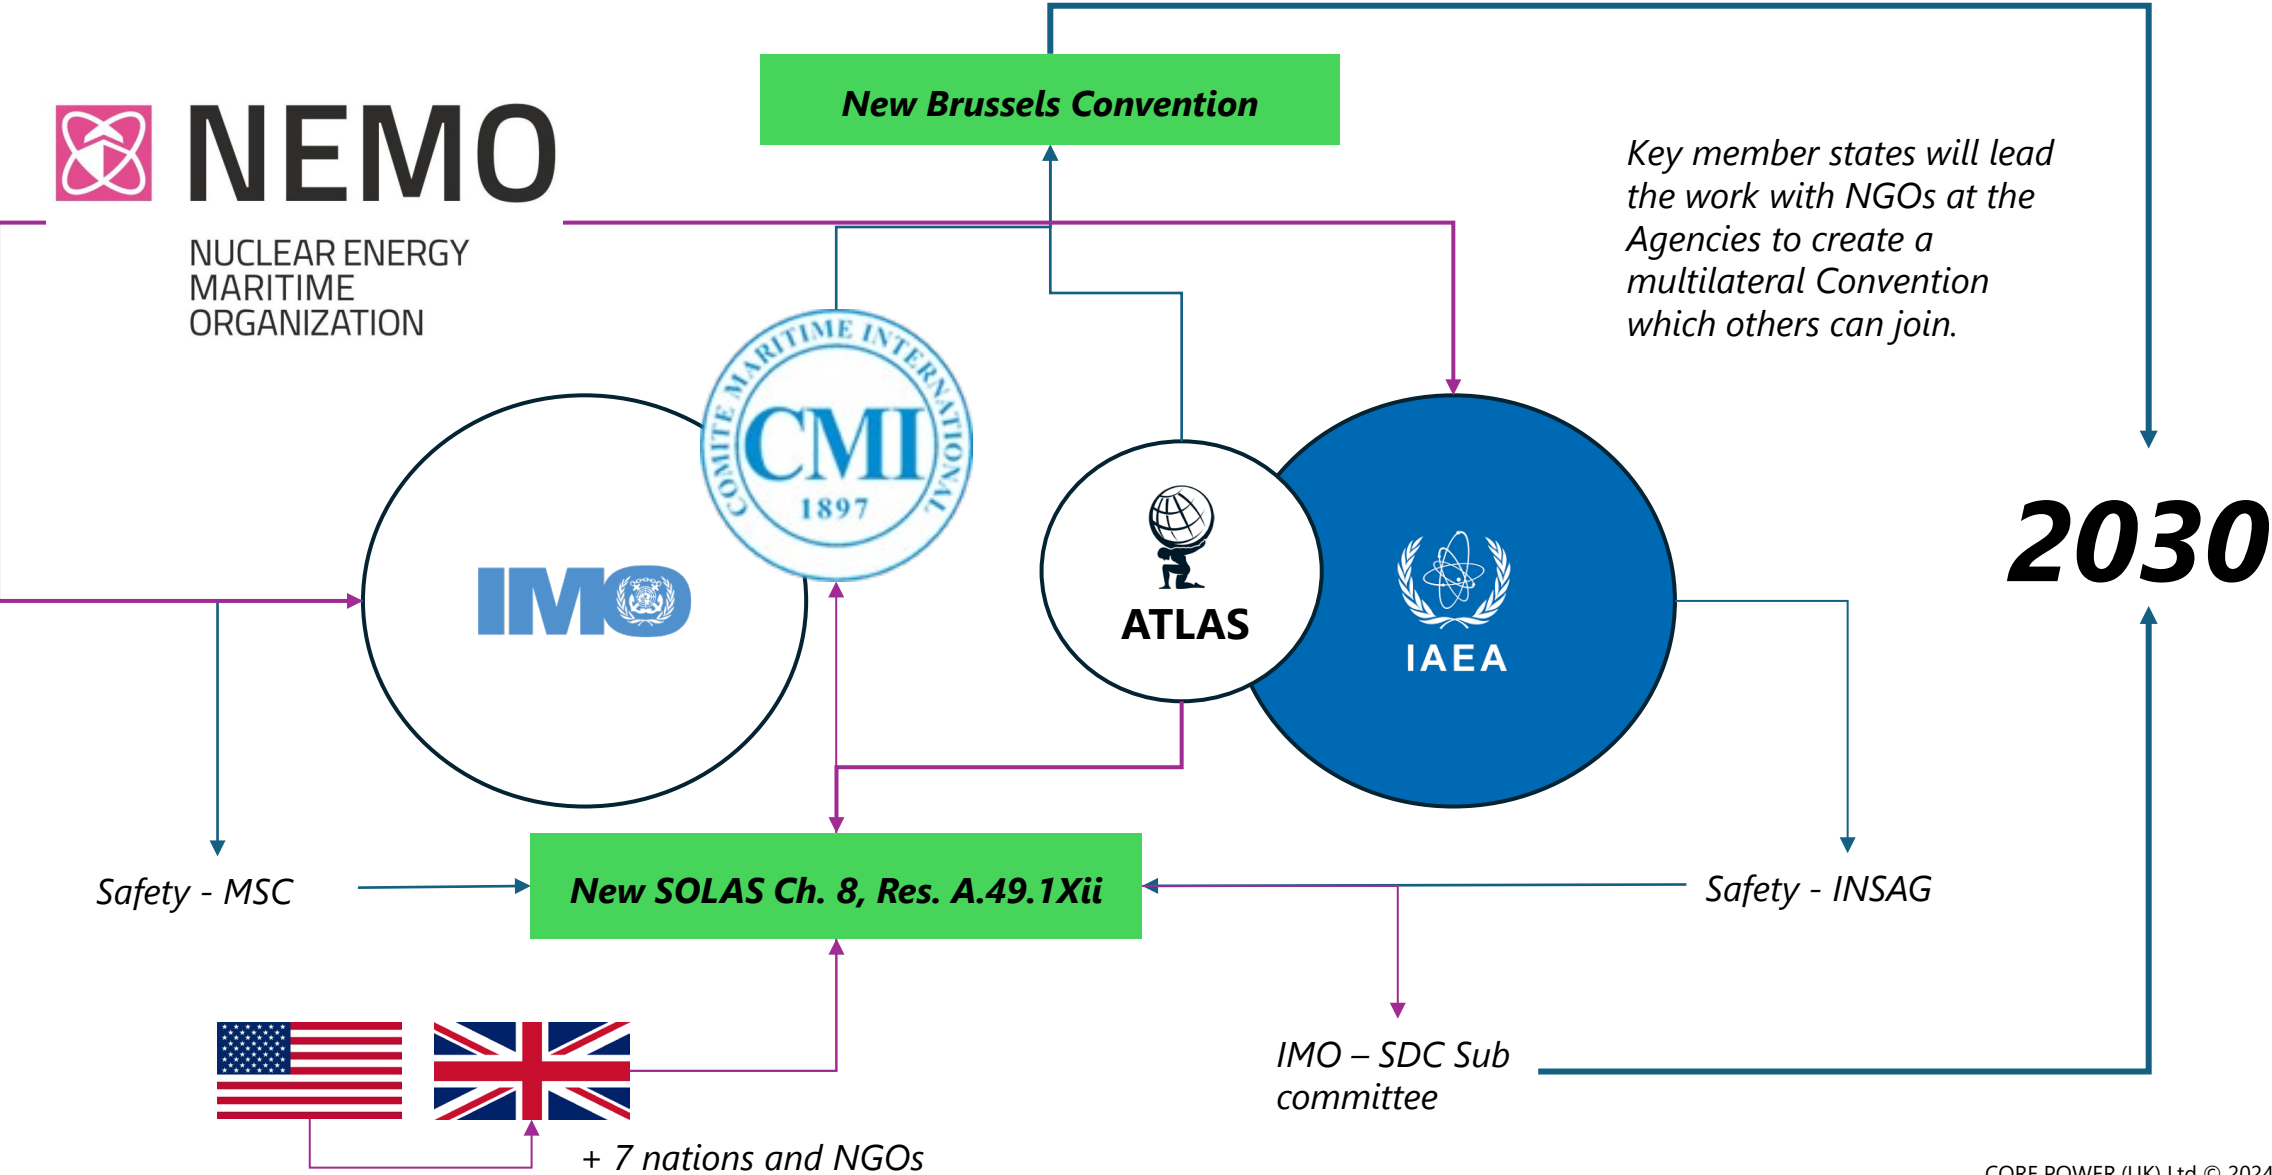 New Brussels Convention
NEMO
NUCLEAR ENERGY
MARITIME
ORGANIZATION
Key member states will lead
the work with NGOs at the
Agencies to create a
multilateral Convention
which others can join.
COMITE MARITIME INTERNATIONAL
CMI
1897
IMO
ATLAS
IAEA
2030
Safety - MSC
New SOLAS Ch. 8, Res. A.49.1Xii
Safety - INSAG
IMO – SDC Sub
committee
+ 7 nations and NGOs
CORE POWER (UK) Ltd © 2024